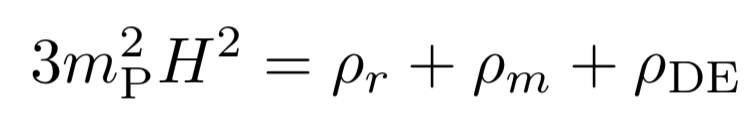 3m_P^2 H^2 = ρ_r + ρ_m + ρ_DE